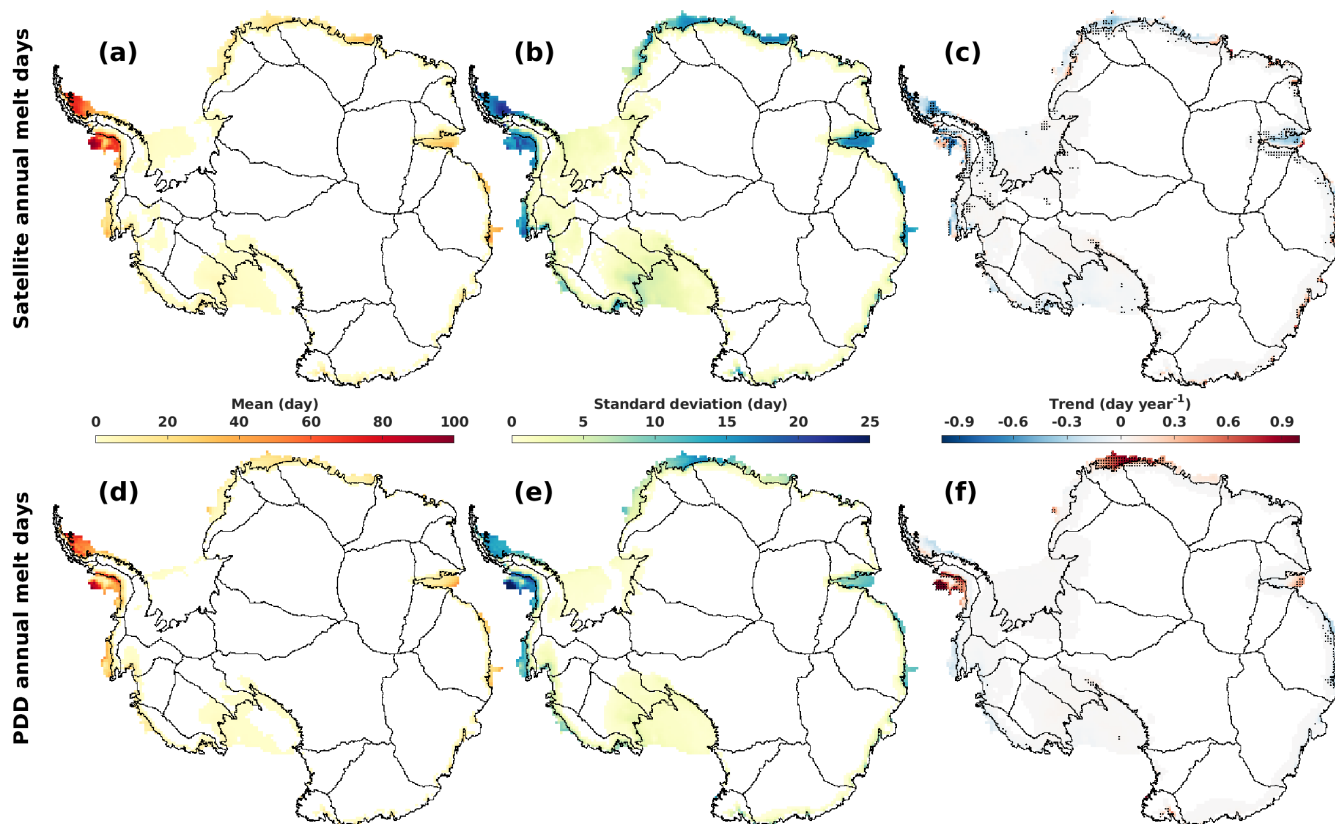 Satellite annual melt days
(a)
(b)
(c)
Mean (day)
0 20 40 60 80 100
Standard deviation (day)
0 5 10 15 20 25
Trend (day year⁻¹)
-0.9 -0.6 -0.3 0 0.3 0.6 0.9
PDD annual melt days
(d)
(e)
(f)